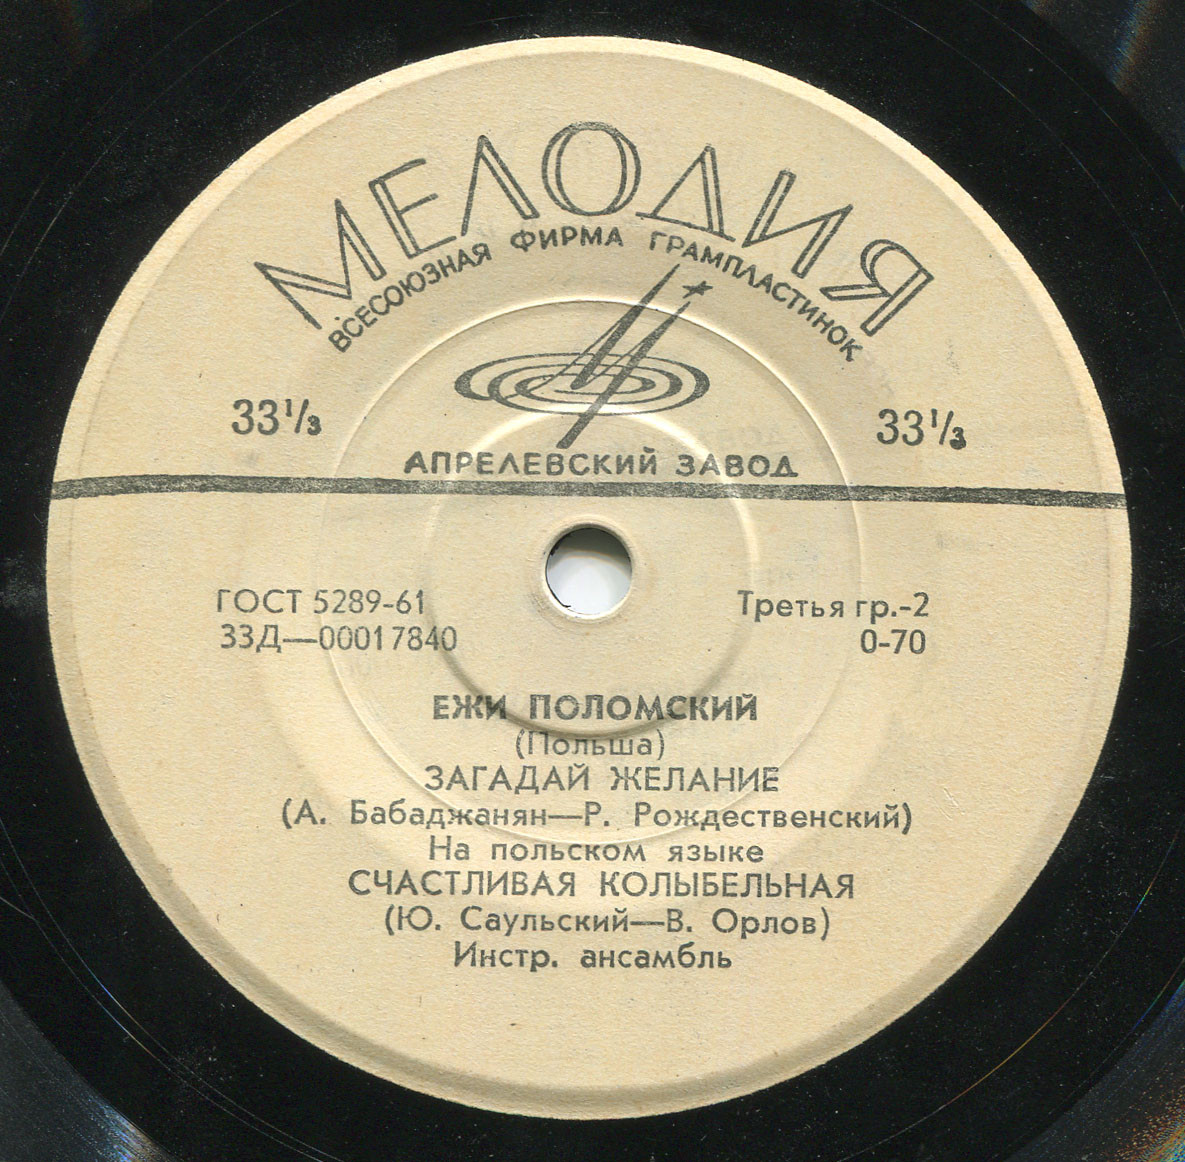 МЕЛОДИЯ
ВСЕСОЮЗНАЯ ФИРМА ГРАМПЛАСТИНОК
33⅓ 33⅓
АПРЕЛЕВСКИЙ ЗАВОД
ГОСТ 5289-61 Третья гр.-2
33Д—00017840 0-70
ЕЖИ ПОЛОМСКИЙ
(Польша)
ЗАГАДАЙ ЖЕЛАНИЕ
(А. Бабаджанян—Р. Рождественский)
На польском языке
СЧАСТЛИВАЯ КОЛЫБЕЛЬНАЯ
(Ю. Саульский—В. Орлов)
Инстр. ансамбль